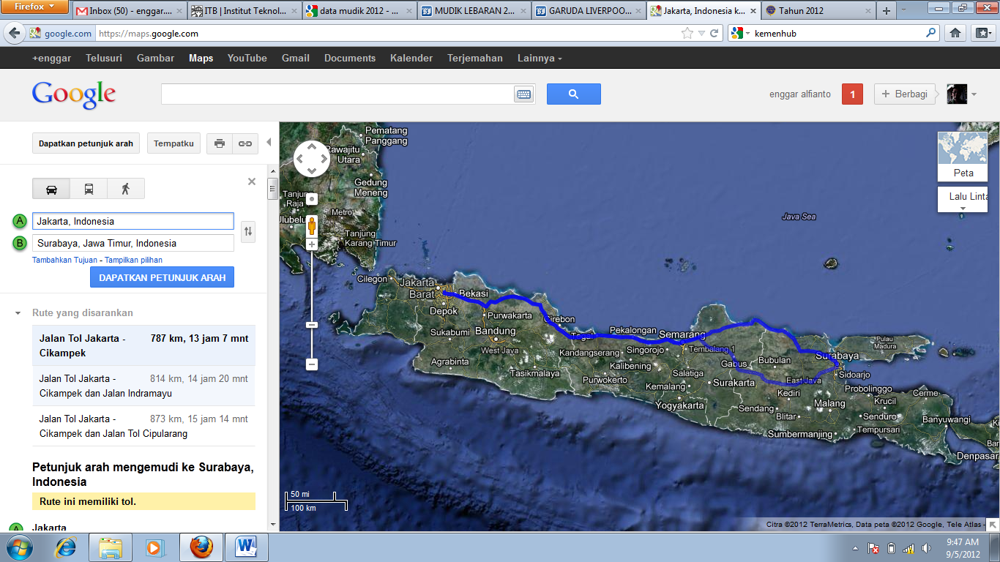 Firefox
Inbox (50) - enggar....
ITB | Institut Teknol...
data mudik 2012 - ...
MUDIK LEBARAN 2...
GARUDA LIVERPOO...
Jakarta, Indonesia k...
Tahun 2012
google.com
https://maps.google.com
kemenhub
+enggar Telusuri Gambar Maps YouTube Gmail Documents Kalender Terjemahan Lainnya
Google
enggar alfianto
1
+ Berbagi
Dapatkan petunjuk arah
Tempatku
A
Jakarta, Indonesia
B
Surabaya, Jawa Timur, Indonesia
Tambahkan Tujuan - Tampilkan pilihan
DAPATKAN PETUNJUK ARAH
Rute yang disarankan
Jalan Tol Jakarta - 787 km, 13 jam 7 mnt
Cikampek
Jalan Tol Jakarta - 814 km, 14 jam 20 mnt
Cikampek dan Jalan Indramayu
Jalan Tol Jakarta - 873 km, 15 jam 14 mnt
Cikampek dan Jalan Tol Cipularang
Petunjuk arah mengemudi ke Surabaya,
Indonesia
Rute ini memiliki tol.
A
Jakarta
Pematang
Panggang
Rawajitu
Utara
Gedung
Meneng
Tanjung
Raja
Metro
Tanjung
Karang Timur
Java Sea
Peta
Lalu Linta
Cilegon
Jakarta
Barat
Bekasi
Depok
Purwakarta
Cirebon
Sukabumi
Bandung
West Java
Agrabinta
Tasikmalaya
Tegal
Pekalongan
Semarang
Kandangserang
Singorojo
Tembalang 1
Kalibening
Salatiga
Purwokerto
Kemalang
Surakarta
Yogyakarta
Gabus
Bubulan
Surabaya
Pulau
Madura
Sidoarjo
East Java
Kediri
Probolinggo
Cerme
Sendang
Malang
Krucil
Blitar
Senduro
Banyuwangi
Tempursari
Sumbermanjing
Denpasar
50 mi
100 km
Citra ©2012 TerraMetrics, Data peta ©2012 Google, Tele Atlas -
9:47 AM
9/5/2012